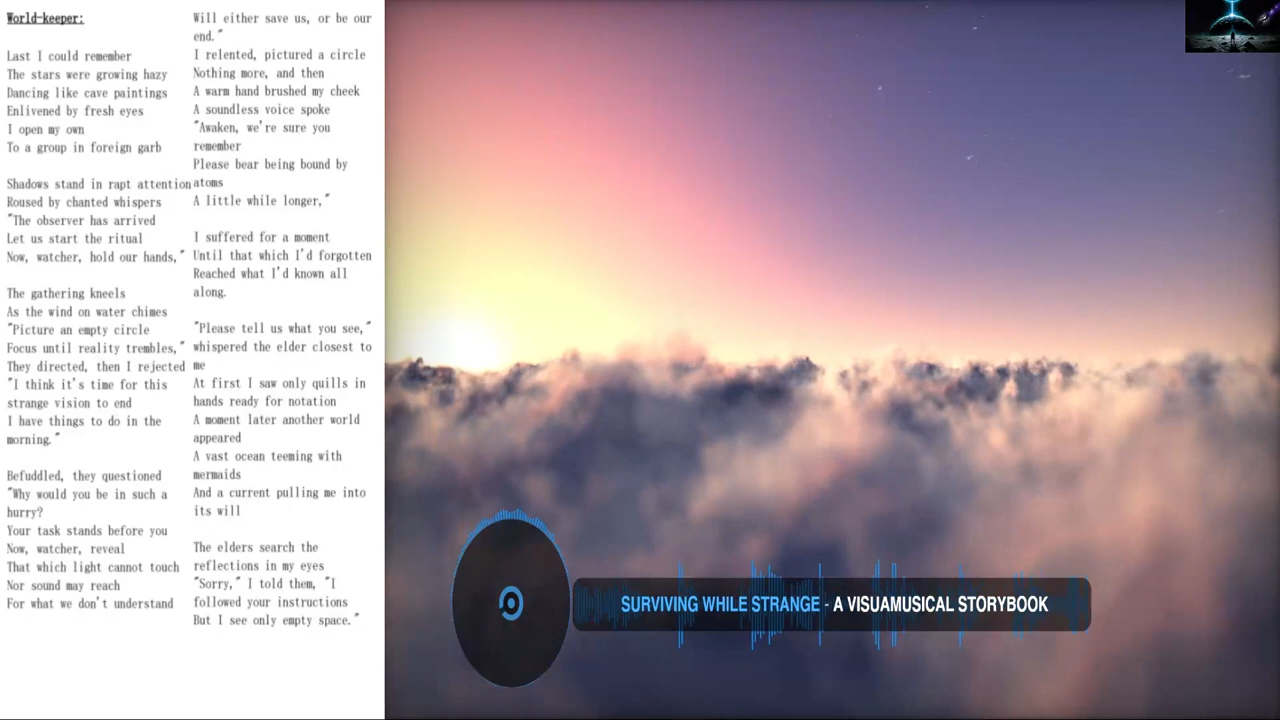 World-keeper:
Last I could remember
The stars were growing hazy
Dancing like cave paintings
Enlivened by fresh eyes
I open my own
To a group in foreign garb
Shadows stand in rapt attention
Roused by chanted whispers
"The observer has arrived
Let us start the ritual
Now, watcher, hold our hands,"
The gathering kneels
As the wind on water chimes
"Picture an empty circle
Focus until reality trembles,"
They directed, then I rejected
"I think it's time for this
strange vision to end
I have things to do in the
morning."
Befuddled, they questioned
"Why would you be in such a
hurry?
Your task stands before you
Now, watcher, reveal
That which light cannot touch
Nor sound may reach
For what we don't understand
Will either save us, or be our
end."
I relented, pictured a circle
Nothing more, and then
A warm hand brushed my cheek
A soundless voice spoke
"Awaken, we're sure you
remember
Please bear being bound by
atoms
A little while longer,"
I suffered for a moment
Until that which I'd forgotten
Reached what I'd known all
along.
"Please tell us what you see,"
whispered the elder closest to
me
At first I saw only quills in
hands ready for notation
A moment later another world
appeared
A vast ocean teeming with
mermaids
And a current pulling me into
its will
The elders search the
reflections in my eyes
"Sorry," I told them, "I
followed your instructions
But I see only empty space."
SURVIVING WHILE STRANGE - A VISUAMUSICAL STORYBOOK